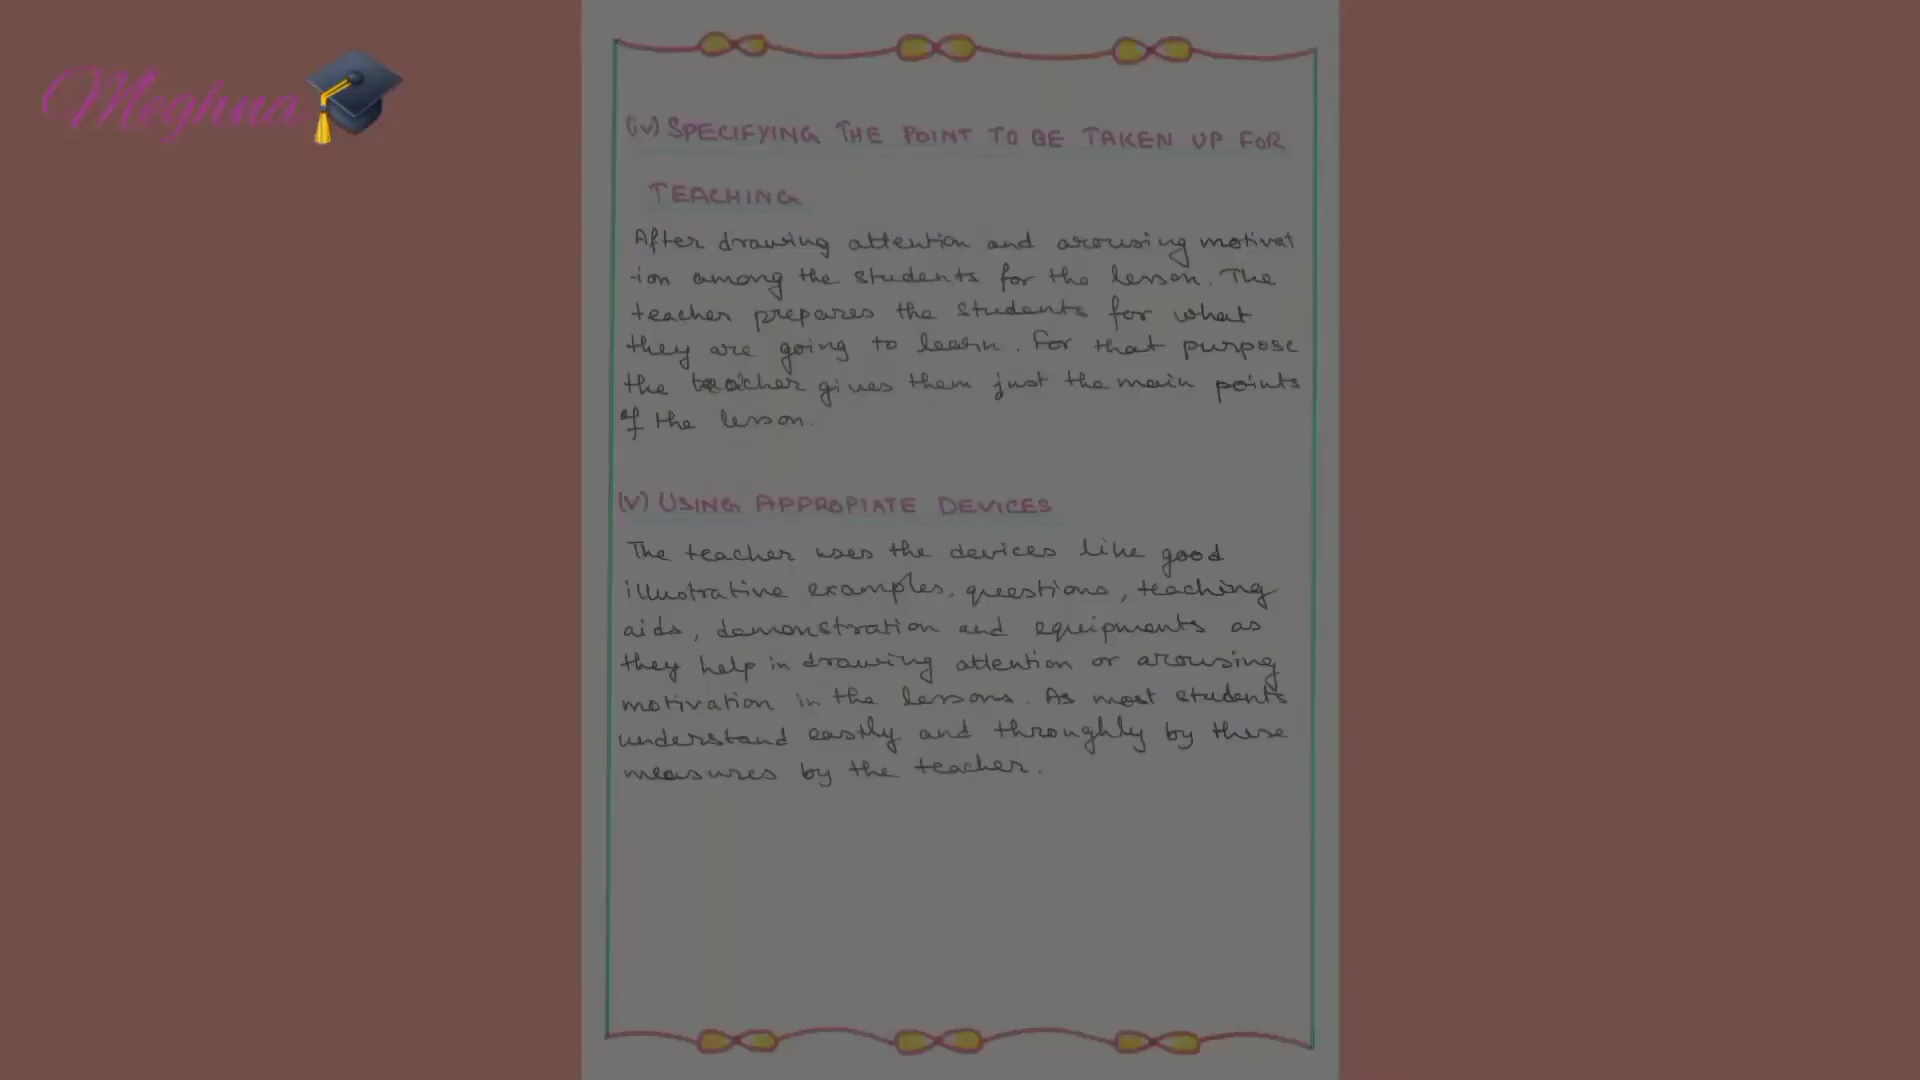 Meghna
(iv) SPECIFYING THE POINT TO BE TAKEN UP FOR
TEACHING
After drawing attention and arousing motivat
-ion among the students for the lesson. The
teacher prepares the students for what
they are going to learn. For that purpose
the teacher gives them just the main points
of the lesson.
(V) USING APPROPIATE DEVICES
The teacher uses the devices like good
illustrative examples, questions, teaching
aids, demonstration and equipments as
they help in drawing attention or arousing
motivation in the lessons. As most students
understand easily and throughly by these
measures by the teacher.